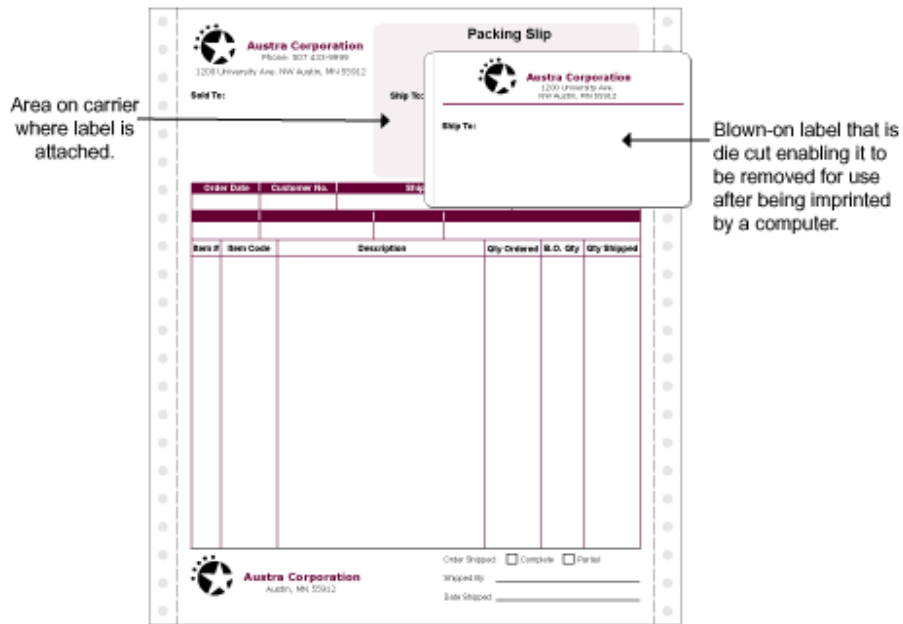 Packing Slip
Austra Corporation
Phone: 507 433-9999
1200 University Ave. NW Austin, MN 55912
Sold To:
Ship To:
Austra Corporation
1200 University Ave.
NW Austin, MN 55912
Ship To:
Area on carrier
where label is
attached.
Blown-on label that is
die cut enabling it to
be removed for use
after being imprinted
by a computer.
Order Date
Customer No.
Ship
Item # Item Code Description Qty Ordered B.O. Qty Qty Shipped
Order Shipped: Complete Partial
Shipped By:
Date Shipped:
Austra Corporation
Austin, MN 55912